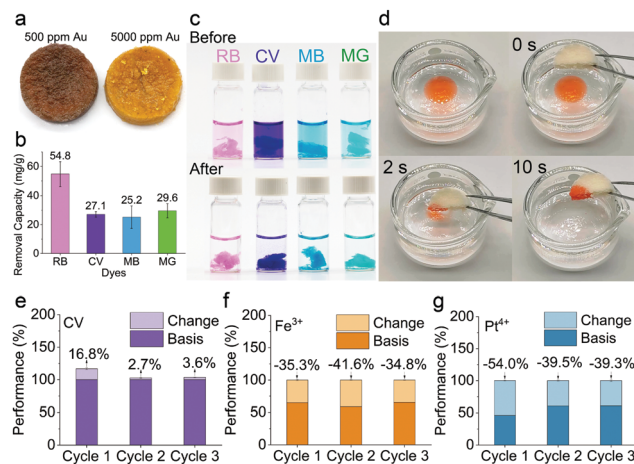 a
500 ppm Au 5000 ppm Au
b
Removal Capacity (mg/g)
60
40
20
0
54.8
27.1
25.2
29.6
RB CV MB MG
Dyes
c
Before
RB CV MB MG
After
d
0 s
2 s
10 s
e
Performance (%)
200
150
100
50
0
CV
Change
Basis
16.8%
2.7%
3.6%
Cycle 1 Cycle 2 Cycle 3
f
Performance (%)
200
150
100
50
0
Fe³⁺
Change
Basis
-35.3%
-41.6%
-34.8%
Cycle 1 Cycle 2 Cycle 3
g
Performance (%)
200
150
100
50
0
Pt⁴⁺
Change
Basis
-54.0%
-39.5%
-39.3%
Cycle 1 Cycle 2 Cycle 3